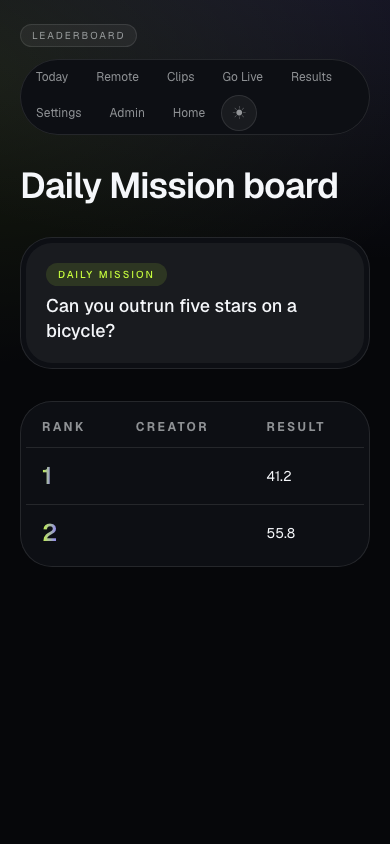 LEADERBOARD
Today Remote Clips Go Live Results
Settings Admin Home
Daily Mission board
DAILY MISSION
Can you outrun five stars on a
bicycle?
RANK CREATOR RESULT
1 41.2
2 55.8